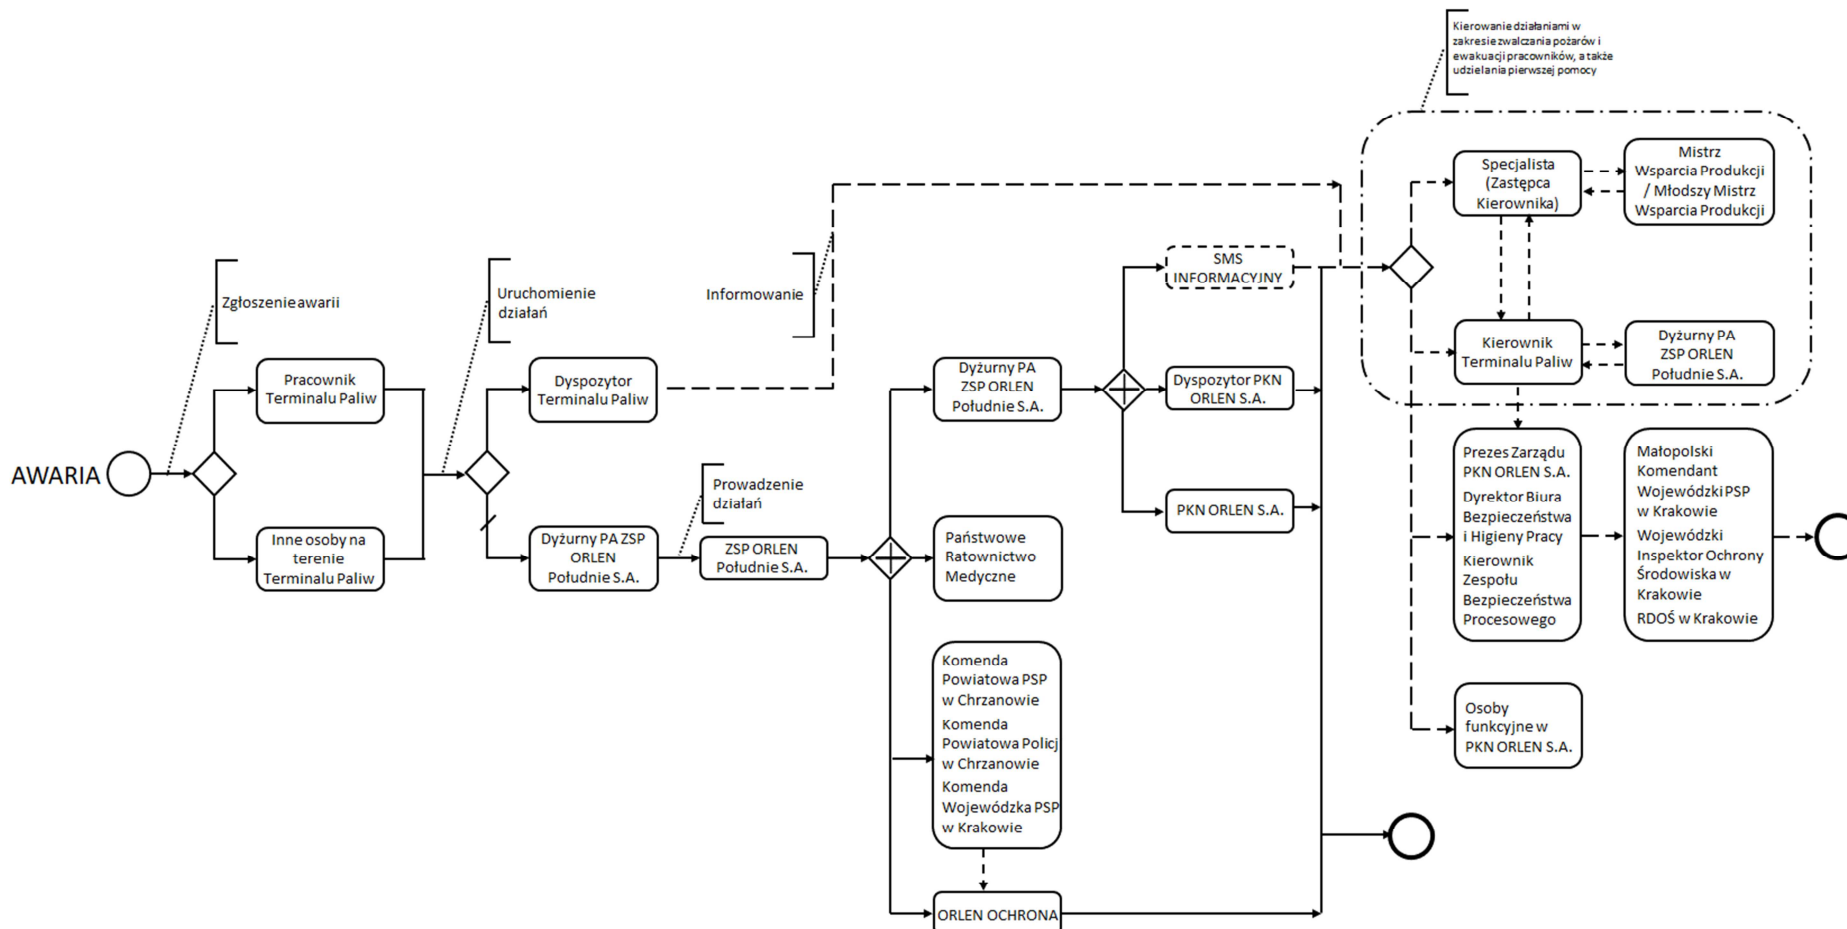 Kierowanie działaniami w
zakresie zwalczania pożarów i
ewakuacji pracowników, a także
udzielania pierwszej pomocy
Specjalista
(Zastępca
Kierownika)
Mistrz
Wsparcia Produkcji
/ Młodszy Mistrz
Wsparcia Produkcji
SMS
INFORMACYJNY
Zgłoszenie awarii
Uruchomienie
działań
Informowanie
Kierownik
Terminalu Paliw
Dyżurny PA
ZSP ORLEN
Południe S.A.
Pracownik
Terminalu Paliw
Dyspozytor
Terminalu Paliw
Dyżurny PA
ZSP ORLEN
Południe S.A.
Dyspozytor PKN
ORLEN S.A.
AWARIA
Prowadzenie
działań
Inne osoby na
terenie
Terminalu Paliw
Dyżurny PA ZSP
ORLEN
Południe S.A.
ZSP ORLEN
Południe S.A.
Państwowe
Ratownictwo
Medyczne
PKN ORLEN S.A.
Prezes Zarządu
PKN ORLEN S.A.
Dyrektor Biura
Bezpieczeństwa
i Higieny Pracy
Kierownik
Zespołu
Bezpieczeństwa
Procesowego
Małopolski
Komendant
Wojewódzki PSP
w Krakowie
Wojewódzki
Inspektor Ochrony
Środowiska w
Krakowie
RDOŚ w Krakowie
Komenda
Powiatowa PSP
w Chrzanowie
Komenda
Powiatowa Policj
w Chrzanowie
Komenda
Wojewódzka PSP
w Krakowie
Osoby
funkcyjne w
PKN ORLEN S.A.
ORLEN OCHRONA